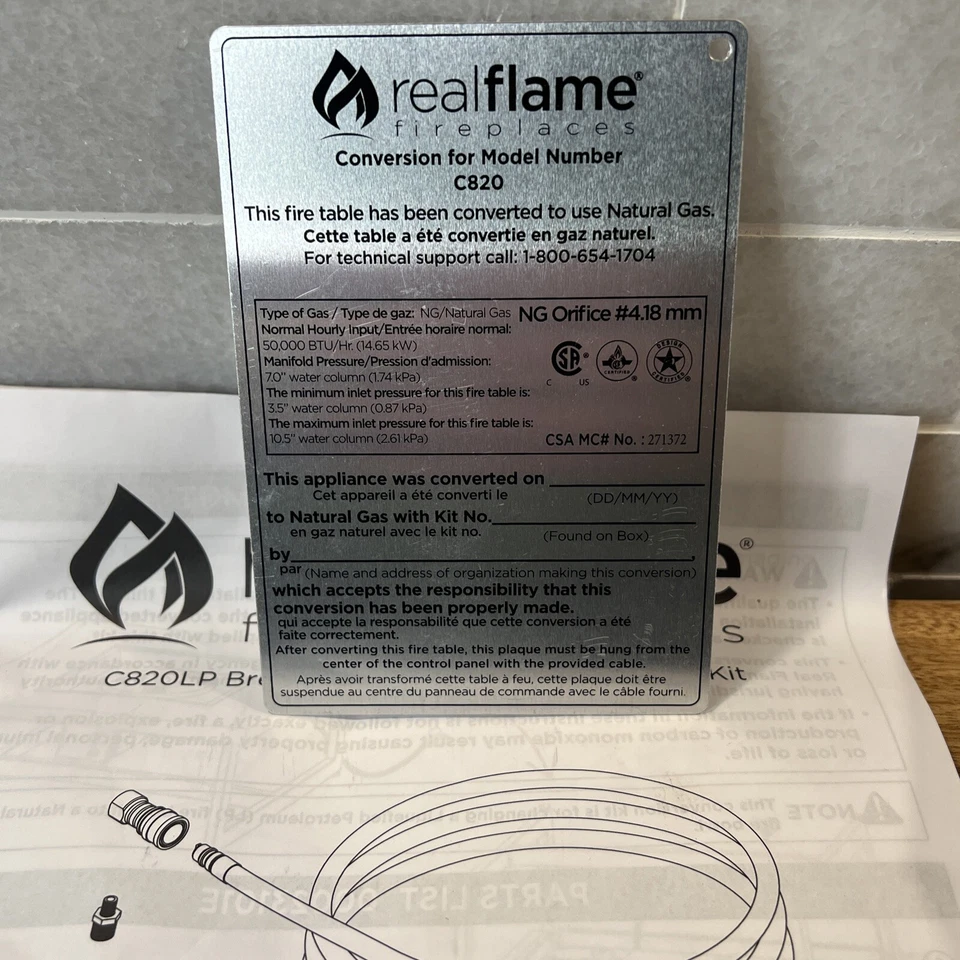 realflame®
fireplaces
Conversion for Model Number
C820
This fire table has been converted to use Natural Gas.
Cette table a été convertie en gaz naturel.
For technical support call: 1-800-654-1704
Type of Gas / Type de gaz: NG/Natural Gas NG Orifice #4.18 mm
Normal Hourly Input/Entrée horaire normal:
50,000 BTU/Hr. (14.65 kW)
Manifold Pressure/Pression d'admission:
7.0" water column (1.74 kPa)
The minimum inlet pressure for this fire table is:
3.5" water column (0.87 kPa)
The maximum inlet pressure for this fire table is:
10.5" water column (2.61 kPa)
SA ®
C US
CERTIFIED
DESIGN
CERTIFIED
CSA MC# No. : 271372
This appliance was converted on
Cet appareil a été converti le (DD/MM/YY)
to Natural Gas with Kit No.
en gaz naturel avec le kit no. (Found on Box)
by ,
par (Name and address of organization making this conversion)
which accepts the responsibility that this
conversion has been properly made.
qui accepte la responsabilité que cette conversion a été
faite correctement.
After converting this fire table, this plaque must be hung from the
center of the control panel with the provided cable.
Après avoir transformé cette table à feu, cette plaque doit être
suspendue au centre du panneau de commande avec le câble fourni.
C820LP Kit
PARTS LIST